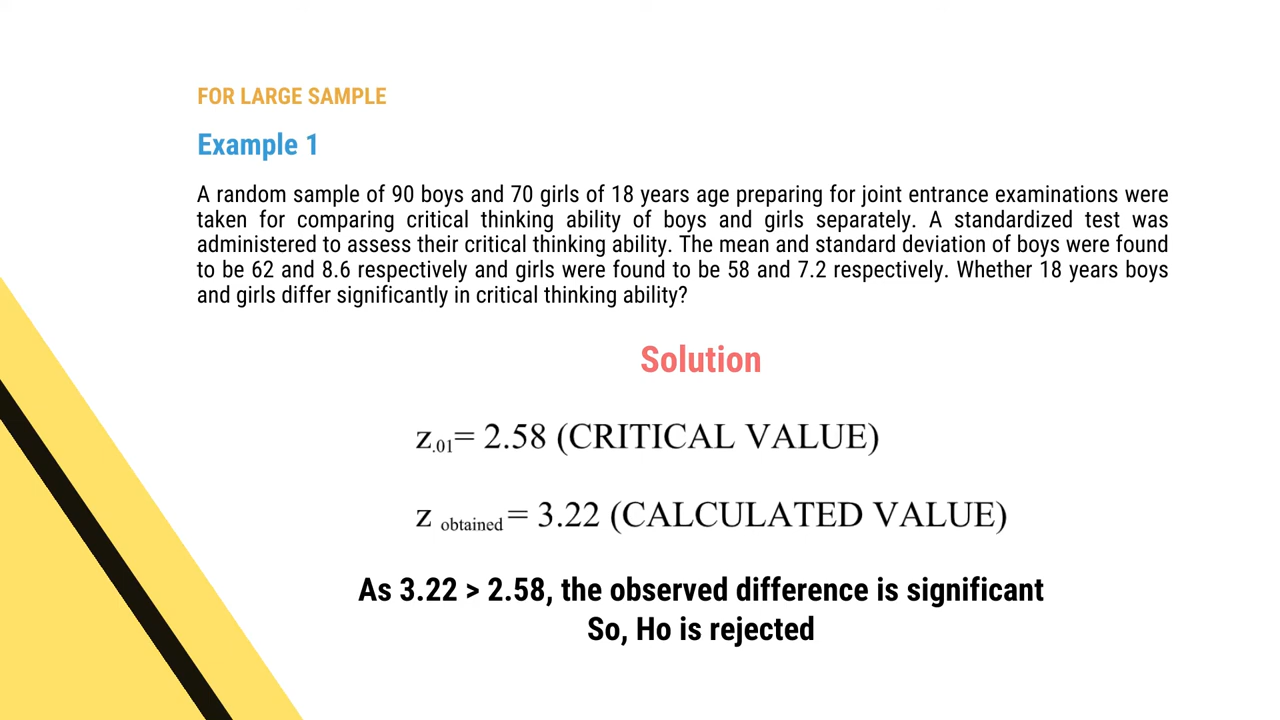 FOR LARGE SAMPLE
Example 1
A random sample of 90 boys and 70 girls of 18 years age preparing for joint entrance examinations were
taken for comparing critical thinking ability of boys and girls separately. A standardized test was
administered to assess their critical thinking ability. The mean and standard deviation of boys were found
to be 62 and 8.6 respectively and girls were found to be 58 and 7.2 respectively. Whether 18 years boys
and girls differ significantly in critical thinking ability?
Solution
z.01= 2.58 (CRITICAL VALUE)
z obtained = 3.22 (CALCULATED VALUE)
As 3.22 > 2.58, the observed difference is significant
So, Ho is rejected